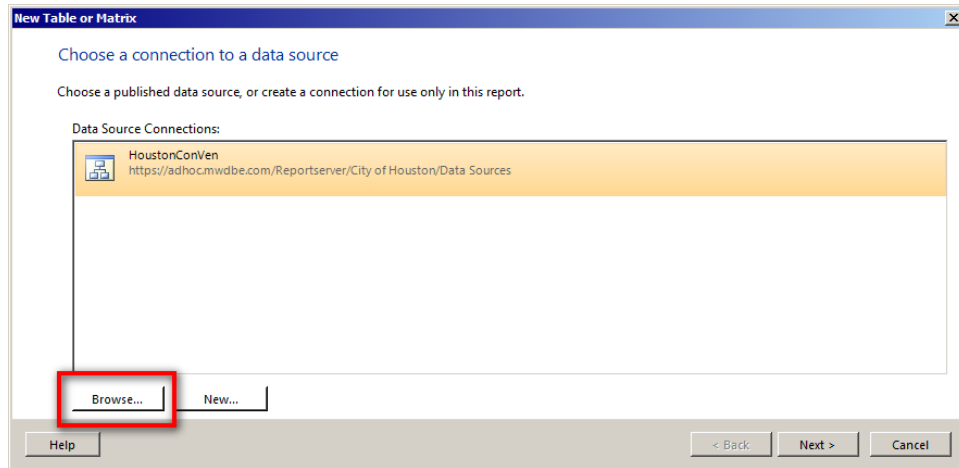 New Table or Matrix
Choose a connection to a data source
Choose a published data source, or create a connection for use only in this report.
Data Source Connections:
HoustonConVen
https://adhoc.mwdbe.com/Reportserver/City of Houston/Data Sources
Browse... New...
Help < Back Next > Cancel